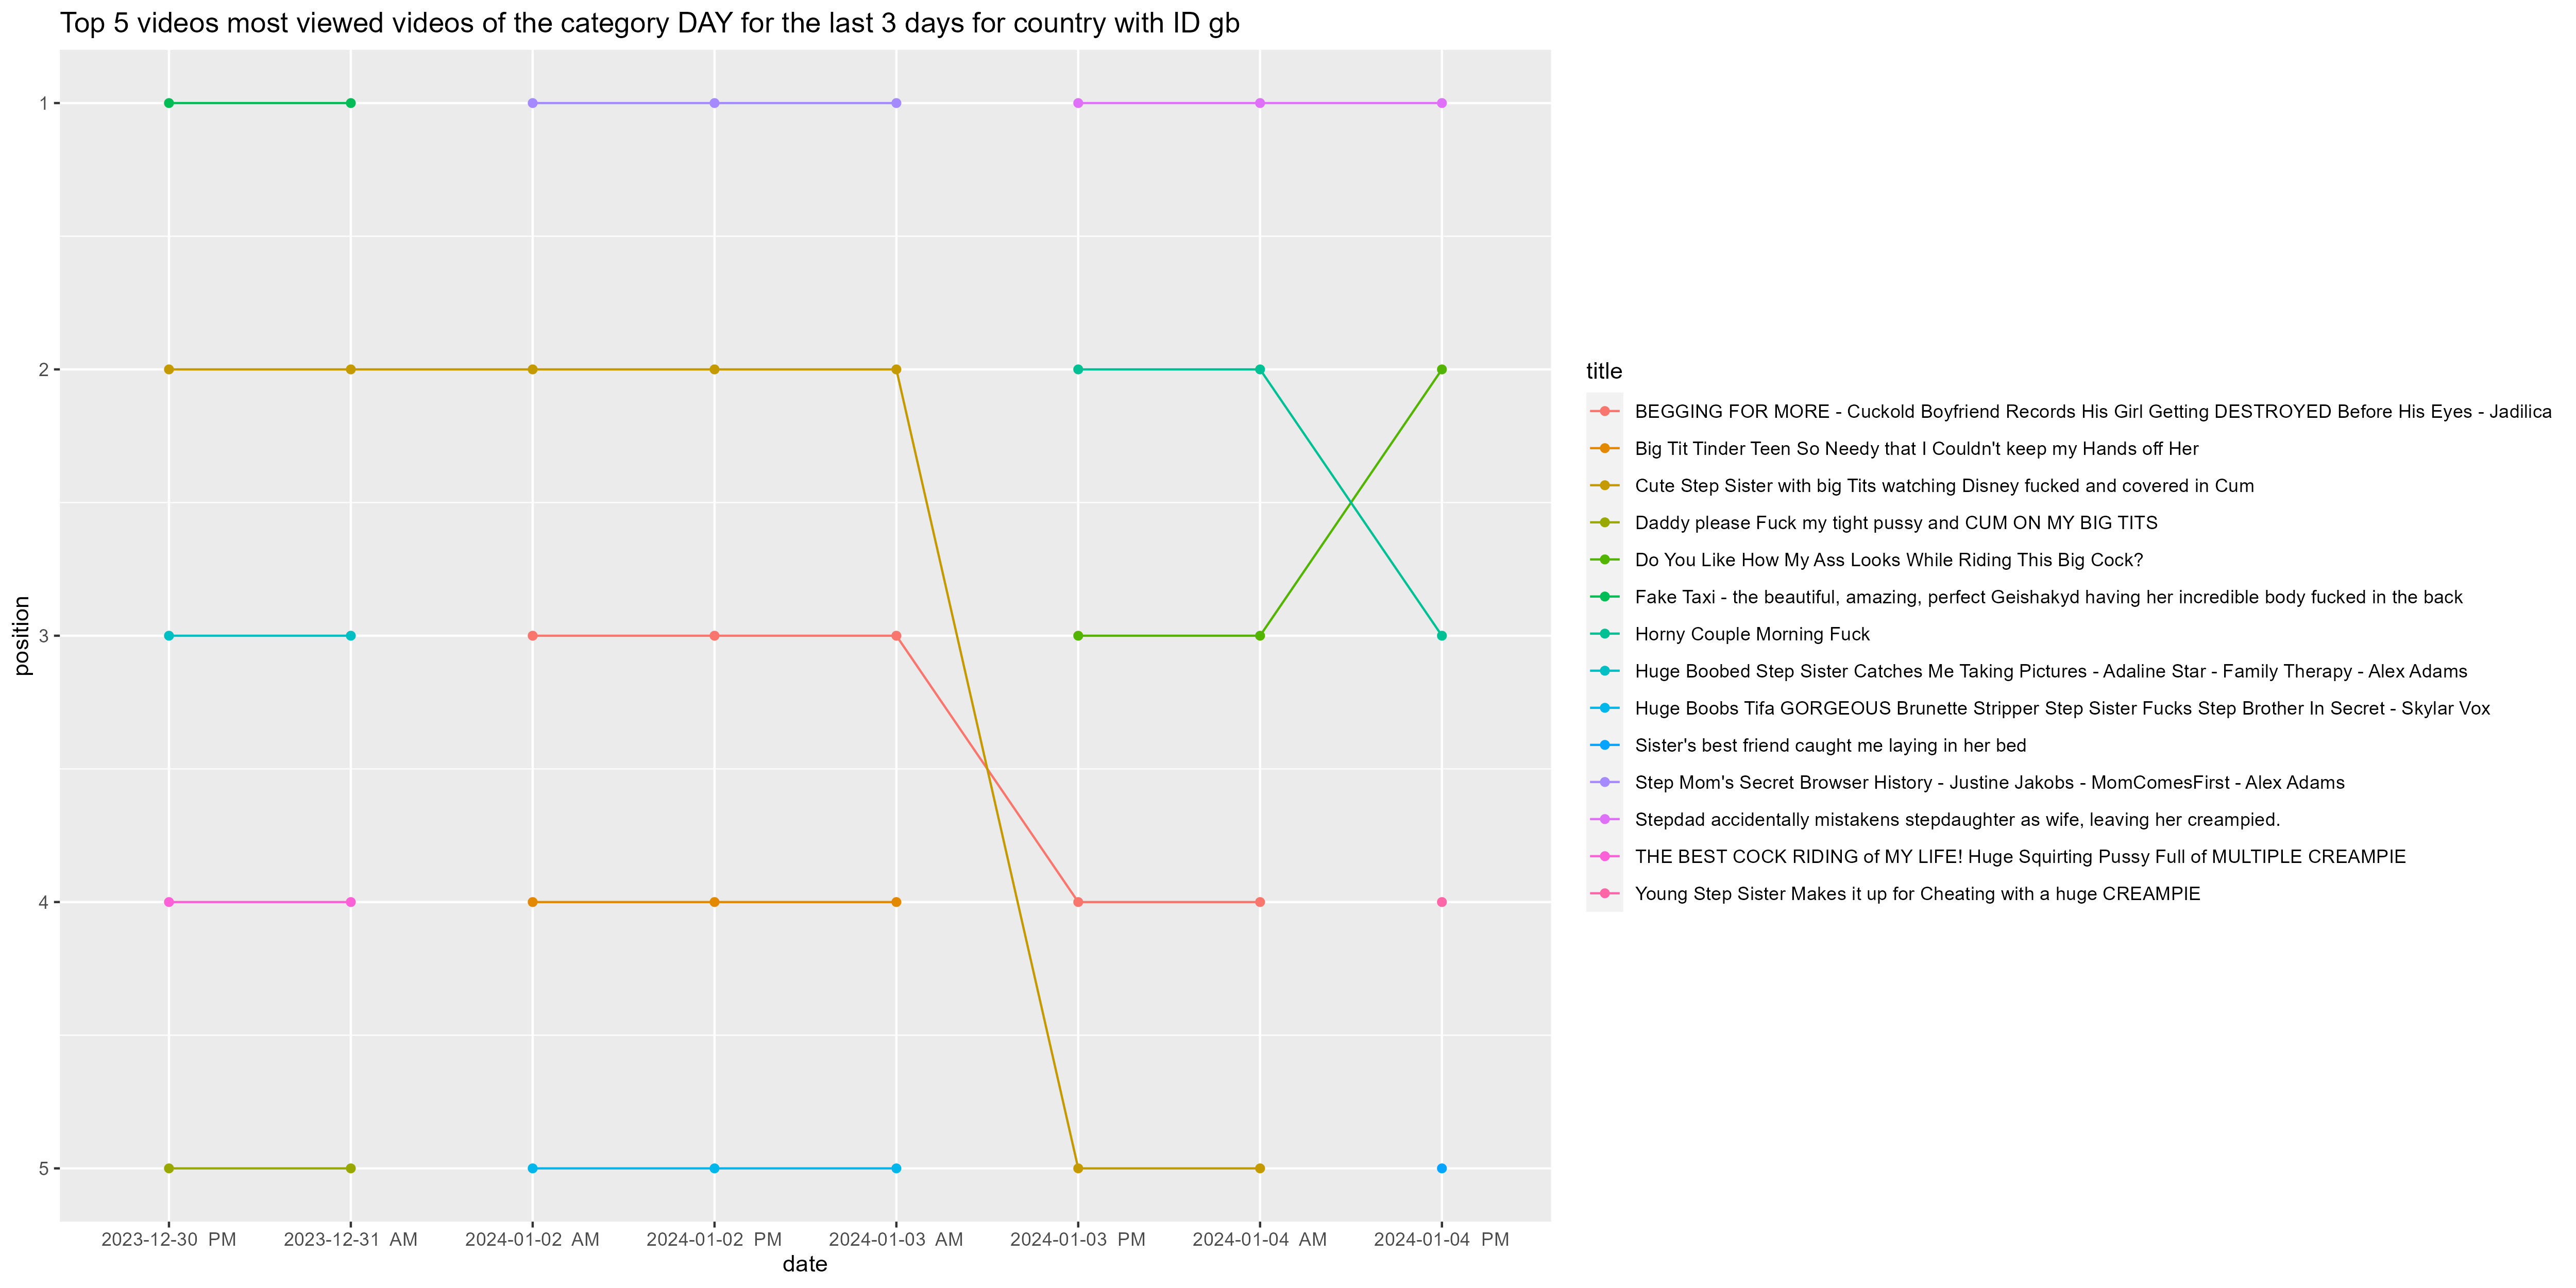 Top 5 videos most viewed videos of the category DAY for the last 3 days for country with ID gb
position
1
2
3
4
5
2023-12-30 PM
2023-12-31 AM
2024-01-02 AM
2024-01-02 PM
2024-01-03 AM
2024-01-03 PM
2024-01-04 AM
2024-01-04 PM
date
title
BEGGING FOR MORE - Cuckold Boyfriend Records His Girl Getting DESTROYED Before His Eyes - Jadilica
Big Tit Tinder Teen So Needy that I Couldn't keep my Hands off Her
Cute Step Sister with big Tits watching Disney fucked and covered in Cum
Daddy please Fuck my tight pussy and CUM ON MY BIG TITS
Do You Like How My Ass Looks While Riding This Big Cock?
Fake Taxi - the beautiful, amazing, perfect Geishakyd having her incredible body fucked in the back
Horny Couple Morning Fuck
Huge Boobed Step Sister Catches Me Taking Pictures - Adaline Star - Family Therapy - Alex Adams
Huge Boobs Tifa GORGEOUS Brunette Stripper Step Sister Fucks Step Brother In Secret - Skylar Vox
Sister's best friend caught me laying in her bed
Step Mom's Secret Browser History - Justine Jakobs - MomComesFirst - Alex Adams
Stepdad accidentally mistakens stepdaughter as wife, leaving her creampied.
THE BEST COCK RIDING of MY LIFE! Huge Squirting Pussy Full of MULTIPLE CREAMPIE
Young Step Sister Makes it up for Cheating with a huge CREAMPIE